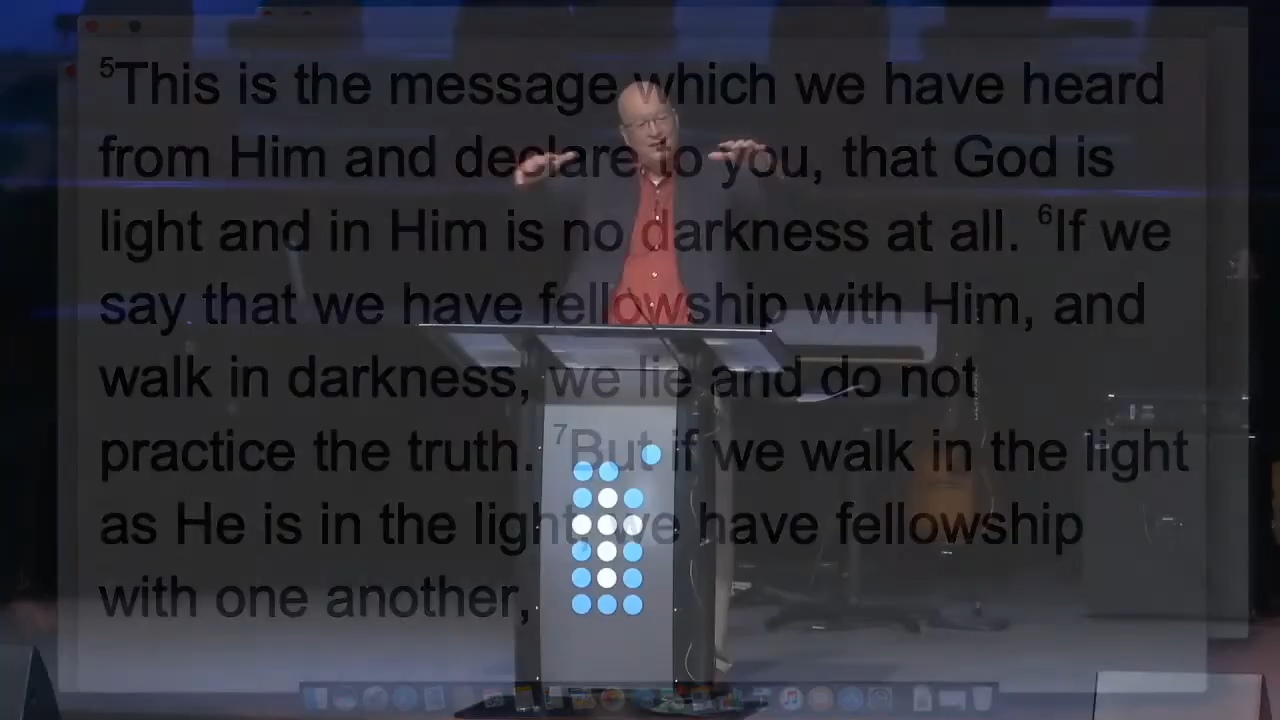 5This is the message which we have heard
from Him and declare to you, that God is
light and in Him is no darkness at all. 6If we
say that we have fellowship with Him, and
walk in darkness, we lie and do not
practice the truth. 7But if we walk in the light
as He is in the light, we have fellowship
with one another,